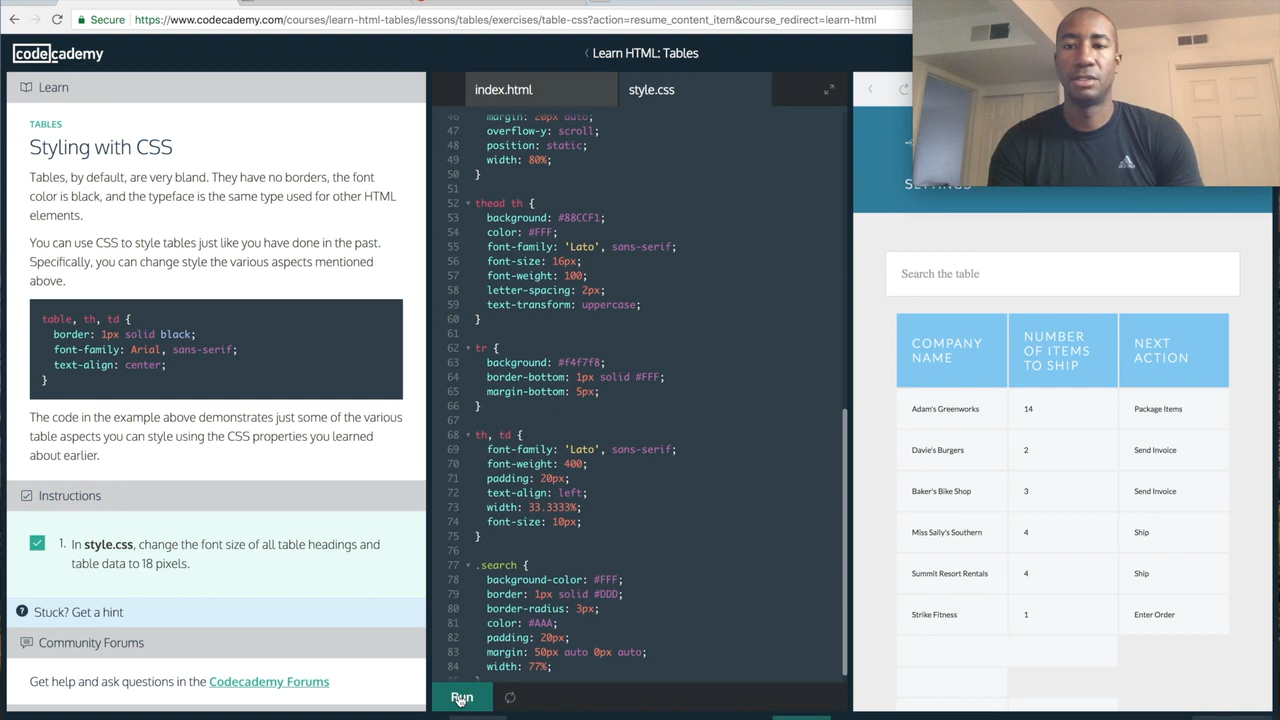 Secure https://www.codecademy.com/courses/learn-html-tables/lessons/tables/exercises/table-css?action=resume_content_item&course_redirect=learn-html
codecademy
Learn HTML: Tables
Learn
TABLES
Styling with CSS
Tables, by default, are very bland. They have no borders, the font
color is black, and the typeface is the same type used for other HTML
elements.
You can use CSS to style tables just like you have done in the past.
Specifically, you can change style the various aspects mentioned
above.
table, th, td {
border: 1px solid black;
font-family: Arial, sans-serif;
text-align: center;
}
The code in the example above demonstrates just some of the various
table aspects you can style using the CSS properties you learned
about earlier.
Instructions
1. In style.css, change the font size of all table headings and
table data to 18 pixels.
Stuck? Get a hint
Community Forums
Get help and ask questions in the Codecademy Forums
index.html
style.css
46 margin: 20px auto;
47 overflow-y: scroll;
48 position: static;
49 width: 80%;
50 }
51
52 thead th {
53 background: #88CCF1;
54 color: #FFF;
55 font-family: 'Lato', sans-serif;
56 font-size: 16px;
57 font-weight: 100;
58 letter-spacing: 2px;
59 text-transform: uppercase;
60 }
61
62 tr {
63 background: #f4f7f8;
64 border-bottom: 1px solid #FFF;
65 margin-bottom: 5px;
66 }
67
68 th, td {
69 font-family: 'Lato', sans-serif;
70 font-weight: 400;
71 padding: 20px;
72 text-align: left;
73 width: 33.3333%;
74 font-size: 10px;
75 }
76
77 .search {
78 background-color: #FFF;
79 border: 1px solid #DDD;
80 border-radius: 3px;
81 color: #AAA;
82 padding: 20px;
83 margin: 50px auto 0px auto;
84 width: 77%;
Run
SETTINGS
Search the table
COMPANY NAME
NUMBER OF ITEMS TO SHIP
NEXT ACTION
Adam's Greenworks 14 Package Items
Davie's Burgers 2 Send Invoice
Baker's Bike Shop 3 Send Invoice
Miss Sally's Southern 4 Ship
Summit Resort Rentals 4 Ship
Strike Fitness 1 Enter Order